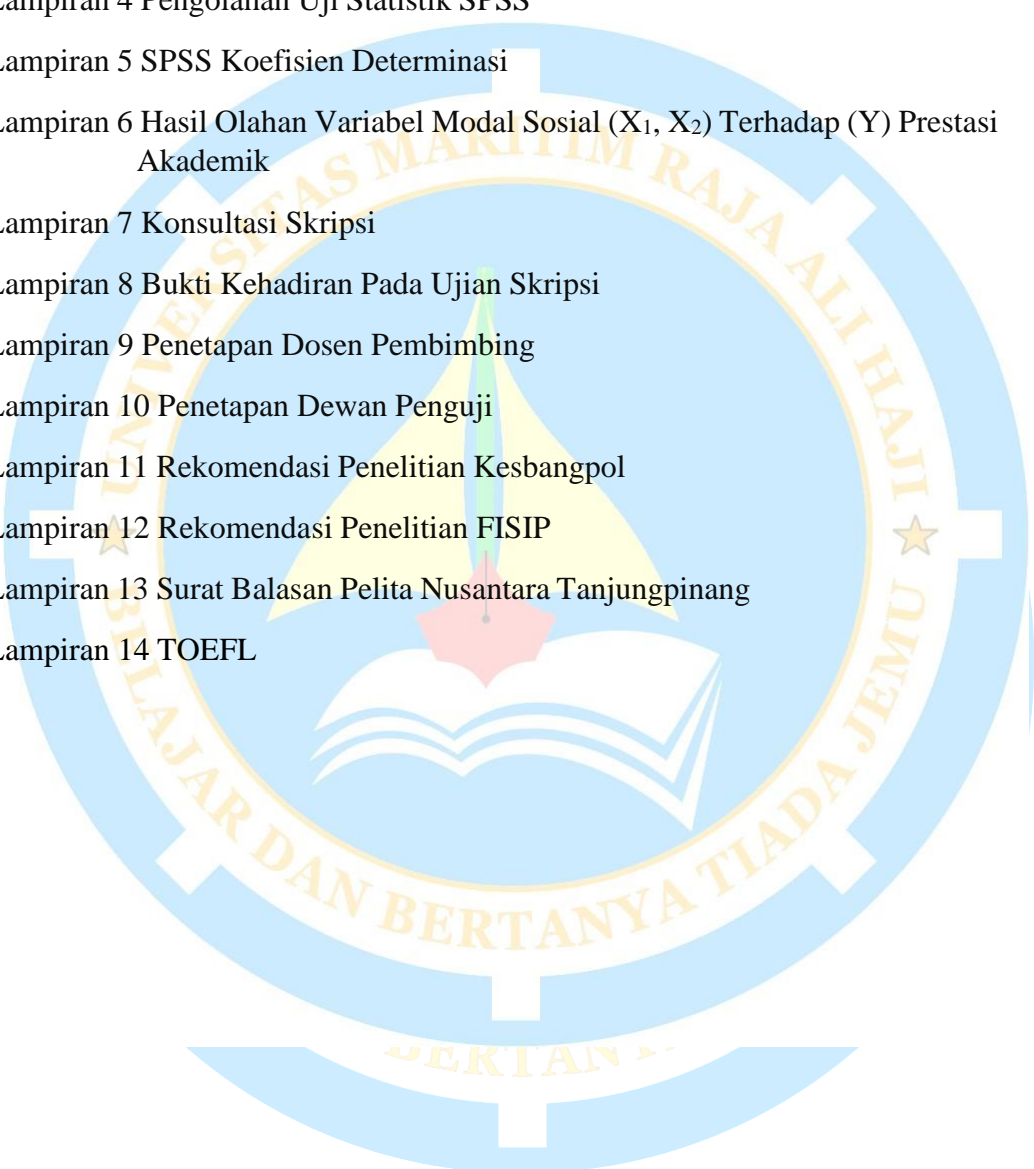 Lampiran 4 Pengolahan Uji Statistik SPSS
Lampiran 5 SPSS Koefisien Determinasi
Lampiran 6 Hasil Olahan Variabel Modal Sosial (X₁, X₂) Terhadap (Y) Prestasi
Akademik
Lampiran 7 Konsultasi Skripsi
Lampiran 8 Bukti Kehadiran Pada Ujian Skripsi
Lampiran 9 Penetapan Dosen Pembimbing
Lampiran 10 Penetapan Dewan Penguji
Lampiran 11 Rekomendasi Penelitian Kesbangpol
Lampiran 12 Rekomendasi Penelitian FISIP
Lampiran 13 Surat Balasan Pelita Nusantara Tanjungpinang
Lampiran 14 TOEFL
UNIVERSITAS MARITIM RAJA ALI HAJI
BELAJAR DAN BERTANYA TIADA JEMU
BERTANYA